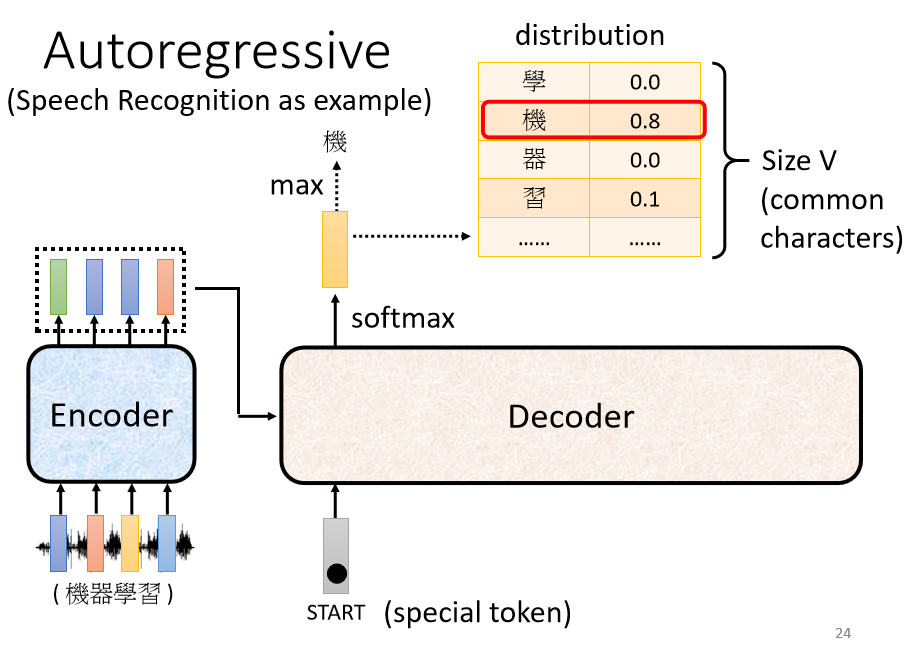 Autoregressive
(Speech Recognition as example)
distribution
學 0.0
機 0.8
器 0.0
習 0.1
…… ……
Size V
(common
characters)
機
max
softmax
Encoder
Decoder
( 機器學習 )
START
(special token)
24